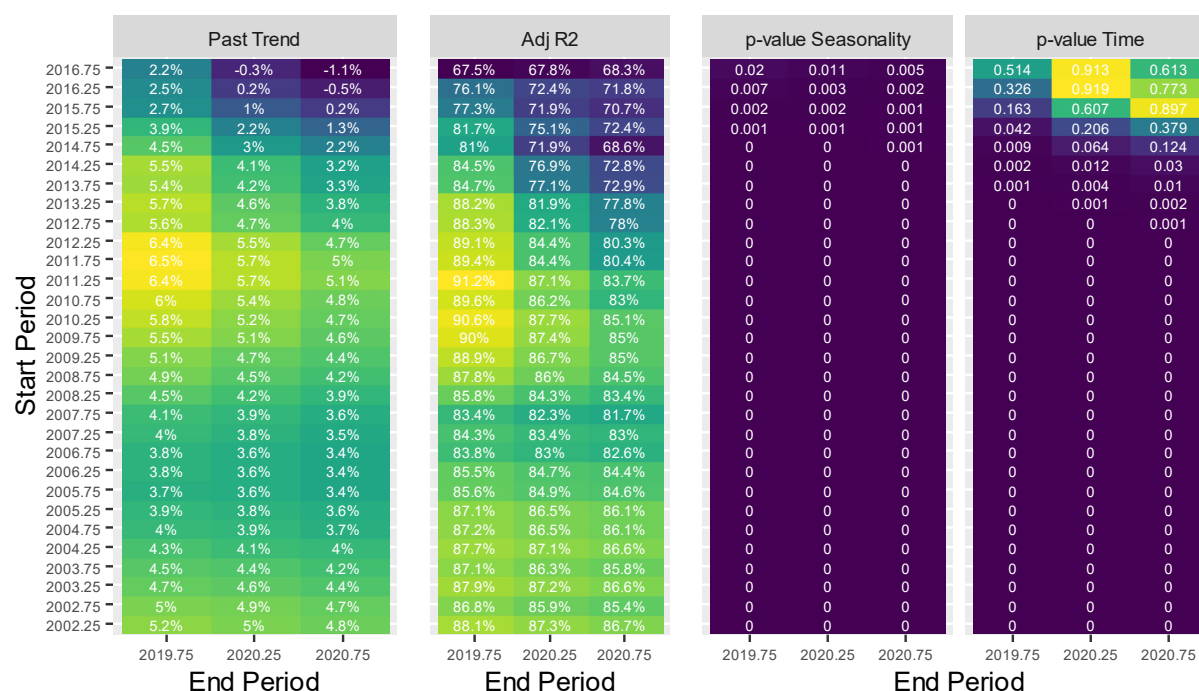 Past Trend Adj R2 p-value Seasonality p-value Time
2016.75 2.2% -0.3% -1.1% 67.5% 67.8% 68.3% 0.02 0.011 0.005 0.514 0.913 0.613
2016.25 2.5% 0.2% -0.5% 76.1% 72.4% 71.8% 0.007 0.003 0.002 0.326 0.919 0.773
2015.75 2.7% 1% 0.2% 77.3% 71.9% 70.7% 0.002 0.002 0.001 0.163 0.607 0.897
2015.25 3.9% 2.2% 1.3% 81.7% 75.1% 72.4% 0.001 0.001 0.001 0.042 0.206 0.379
2014.75 4.5% 3% 2.2% 81% 71.9% 68.6% 0 0 0.001 0.009 0.064 0.124
2014.25 5.5% 4.1% 3.2% 84.5% 76.9% 72.8% 0 0 0 0.002 0.012 0.03
2013.75 5.4% 4.2% 3.3% 84.7% 77.1% 72.9% 0 0 0 0.001 0.004 0.01
2013.25 5.7% 4.6% 3.8% 88.2% 81.9% 77.8% 0 0 0 0 0.001 0.002
2012.75 5.6% 4.7% 4% 88.3% 82.1% 78% 0 0 0 0 0 0.001
2012.25 6.4% 5.5% 4.7% 89.1% 84.4% 80.3% 0 0 0 0 0 0
2011.75 6.5% 5.7% 5% 89.4% 84.4% 80.4% 0 0 0 0 0 0
2011.25 6.4% 5.7% 5.1% 91.2% 87.1% 83.7% 0 0 0 0 0 0
2010.75 6% 5.4% 4.8% 89.6% 86.2% 83% 0 0 0 0 0 0
2010.25 5.8% 5.2% 4.7% 90.6% 87.7% 85.1% 0 0 0 0 0 0
2009.75 5.5% 5.1% 4.6% 90% 87.4% 85% 0 0 0 0 0 0
2009.25 5.1% 4.7% 4.4% 88.9% 86.7% 85% 0 0 0 0 0 0
2008.75 4.9% 4.5% 4.2% 87.8% 86% 84.5% 0 0 0 0 0 0
2008.25 4.5% 4.2% 3.9% 85.8% 84.3% 83.4% 0 0 0 0 0 0
2007.75 4.1% 3.9% 3.6% 83.4% 82.3% 81.7% 0 0 0 0 0 0
2007.25 4% 3.8% 3.5% 84.3% 83.4% 83% 0 0 0 0 0 0
2006.75 3.8% 3.6% 3.4% 83.8% 83% 82.6% 0 0 0 0 0 0
2006.25 3.8% 3.6% 3.4% 85.5% 84.7% 84.4% 0 0 0 0 0 0
2005.75 3.7% 3.6% 3.4% 85.6% 84.9% 84.6% 0 0 0 0 0 0
2005.25 3.9% 3.8% 3.6% 87.1% 86.5% 86.1% 0 0 0 0 0 0
2004.75 4% 3.9% 3.7% 87.2% 86.5% 86.1% 0 0 0 0 0 0
2004.25 4.3% 4.1% 4% 87.7% 87.1% 86.6% 0 0 0 0 0 0
2003.75 4.5% 4.4% 4.2% 87.1% 86.3% 85.8% 0 0 0 0 0 0
2003.25 4.7% 4.6% 4.4% 87.9% 87.2% 86.6% 0 0 0 0 0 0
2002.75 5% 4.9% 4.7% 86.8% 85.9% 85.4% 0 0 0 0 0 0
2002.25 5.2% 5% 4.8% 88.1% 87.3% 86.7% 0 0 0 0 0 0
2019.75 2020.25 2020.75 2019.75 2020.25 2020.75 2019.75 2020.25 2020.75 2019.75 2020.25 2020.75
End Period End Period End Period
Start Period